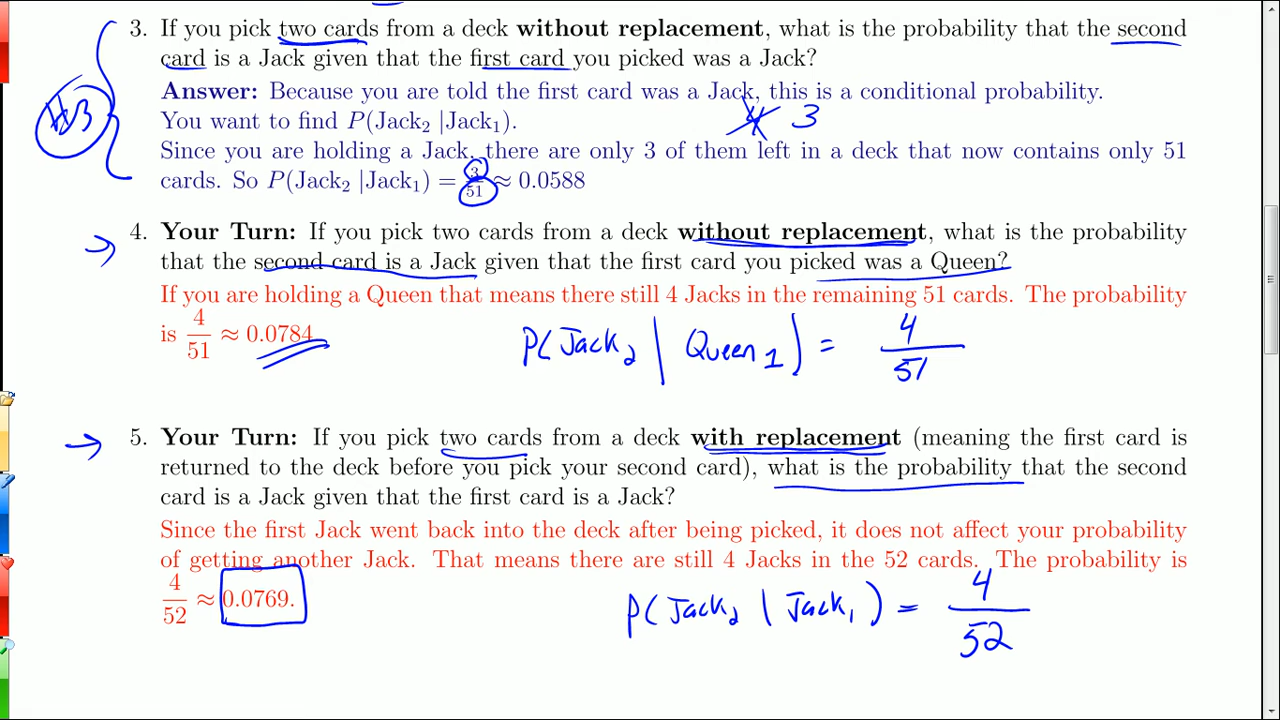 3. If you pick two cards from a deck without replacement, what is the probability that the second
card is a Jack given that the first card you picked was a Jack?
#3
Answer: Because you are told the first card was a Jack, this is a conditional probability.
You want to find P(Jack₂ |Jack₁).
4 3
Since you are holding a Jack, there are only 3 of them left in a deck that now contains only 51
cards. So P(Jack₂ |Jack₁) = 3/51 ≈ 0.0588
4. Your Turn: If you pick two cards from a deck without replacement, what is the probability
that the second card is a Jack given that the first card you picked was a Queen?
If you are holding a Queen that means there still 4 Jacks in the remaining 51 cards. The probability
is 4/51 ≈ 0.0784
P(Jack₂ | Queen₁) = 4/51
5. Your Turn: If you pick two cards from a deck with replacement (meaning the first card is
returned to the deck before you pick your second card), what is the probability that the second
card is a Jack given that the first card is a Jack?
Since the first Jack went back into the deck after being picked, it does not affect your probability
of getting another Jack. That means there are still 4 Jacks in the 52 cards. The probability is
4/52 ≈ 0.0769.
P(Jack₂ | Jack₁) = 4/52